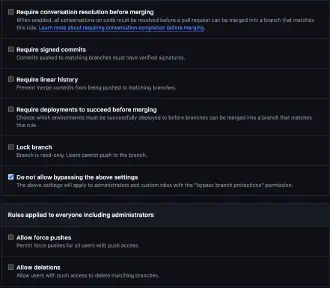 Require conversation resolution before merging
When enabled, all conversations on code must be resolved before a pull request can be merged into a branch that matches
this rule. Learn more about requiring conversation completion before merging.
Require signed commits
Commits pushed to matching branches must have verified signatures.
Require linear history
Prevent merge commits from being pushed to matching branches.
Require deployments to succeed before merging
Choose which environments must be successfully deployed to before branches can be merged into a branch that matches
this rule.
Lock branch
Branch is read-only. Users cannot push to the branch.
Do not allow bypassing the above settings
The above settings will apply to administrators and custom roles with the "bypass branch protections" permission.
Rules applied to everyone including administrators
Allow force pushes
Permit force pushes for all users with push access.
Allow deletions
Allow users with push access to delete matching branches.